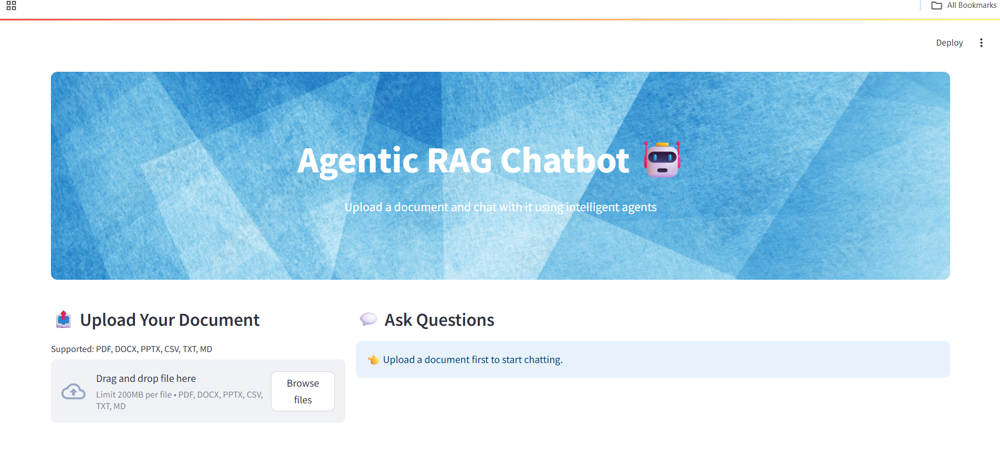 All Bookmarks
Deploy
Agentic RAG Chatbot
Upload a document and chat with it using intelligent agents
Upload Your Document
Supported: PDF, DOCX, PPTX, CSV, TXT, MD
Drag and drop file here
Limit 200MB per file • PDF, DOCX, PPTX, CSV,
TXT, MD
Browse
files
Ask Questions
Upload a document first to start chatting.